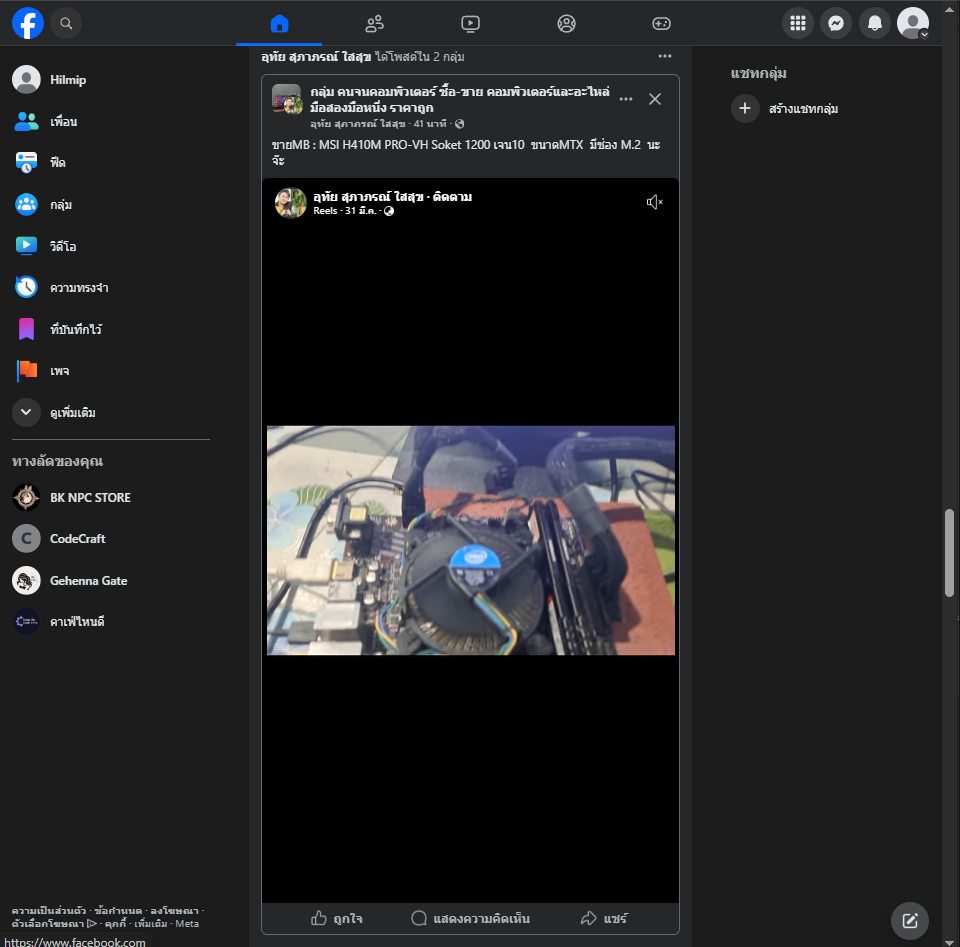 อุทัย สุภาภรณ์ ใสสุข ได้โพสต์ใน 2 กลุ่ม
กลุ่ม คนจนคอมพิวเตอร์ ซื้อ-ขาย คอมพิวเตอร์และอะไหล่
มือสองมือหนึ่ง ราคาถูก
อุทัย สุภาภรณ์ ใสสุข · 41 นาที ·
ขายMB : MSI H410M PRO-VH Soket 1200 เจน10 ขนาดMTX มีช่อง M.2 นะ
จ๊ะ
อุทัย สุภาภรณ์ ใสสุข · ติดตาม
Reels · 31 มี.ค. ·
intel
ถูกใจ
แสดงความคิดเห็น
แชร์
Hilmip
เพื่อน
ฟีด
กลุ่ม
วิดีโอ
ความทรงจำ
ที่บันทึกไว้
เพจ
ดูเพิ่มเติม
ทางลัดของคุณ
BK NPC STORE
C CodeCraft
Gehenna Gate
คาเฟ่ไหนดี
ความเป็นส่วนตัว · ข้อกำหนด · ลงโฆษณา ·
ตัวเลือกโฆษณา · คุกกี้ · เพิ่มเติม · Meta
https://www.facebook.com
แชทกลุ่ม
สร้างแชทกลุ่ม